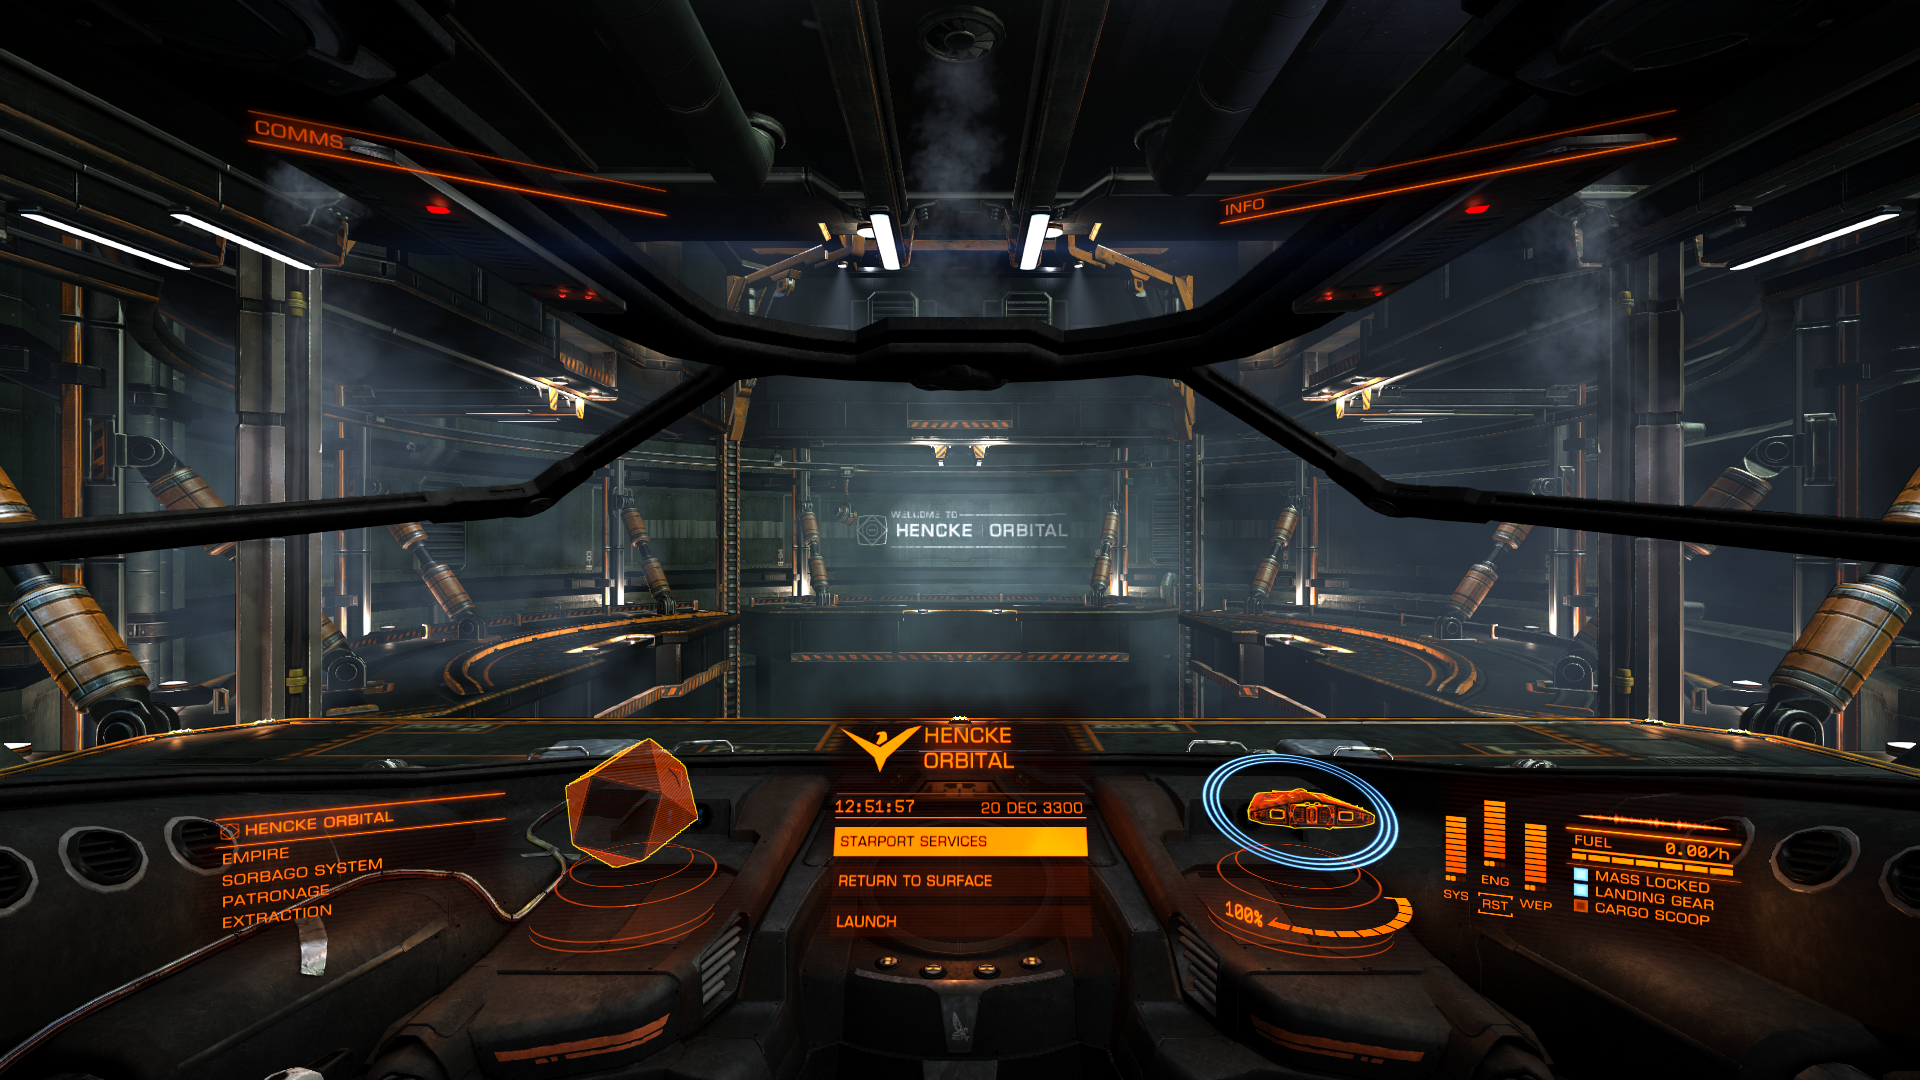 COMMS
INFO
WELCOME TO
HENCKE ORBITAL
HENCKE
ORBITAL
12:51:57 20 DEC 3300
STARPORT SERVICES
RETURN TO SURFACE
LAUNCH
HENCKE ORBITAL
EMPIRE
SORBAGO SYSTEM
PATRONAGE
EXTRACTION
100%
SYS
ENG
RST
WEP
FUEL 0.00/h
MASS LOCKED
LANDING GEAR
CARGO SCOOP